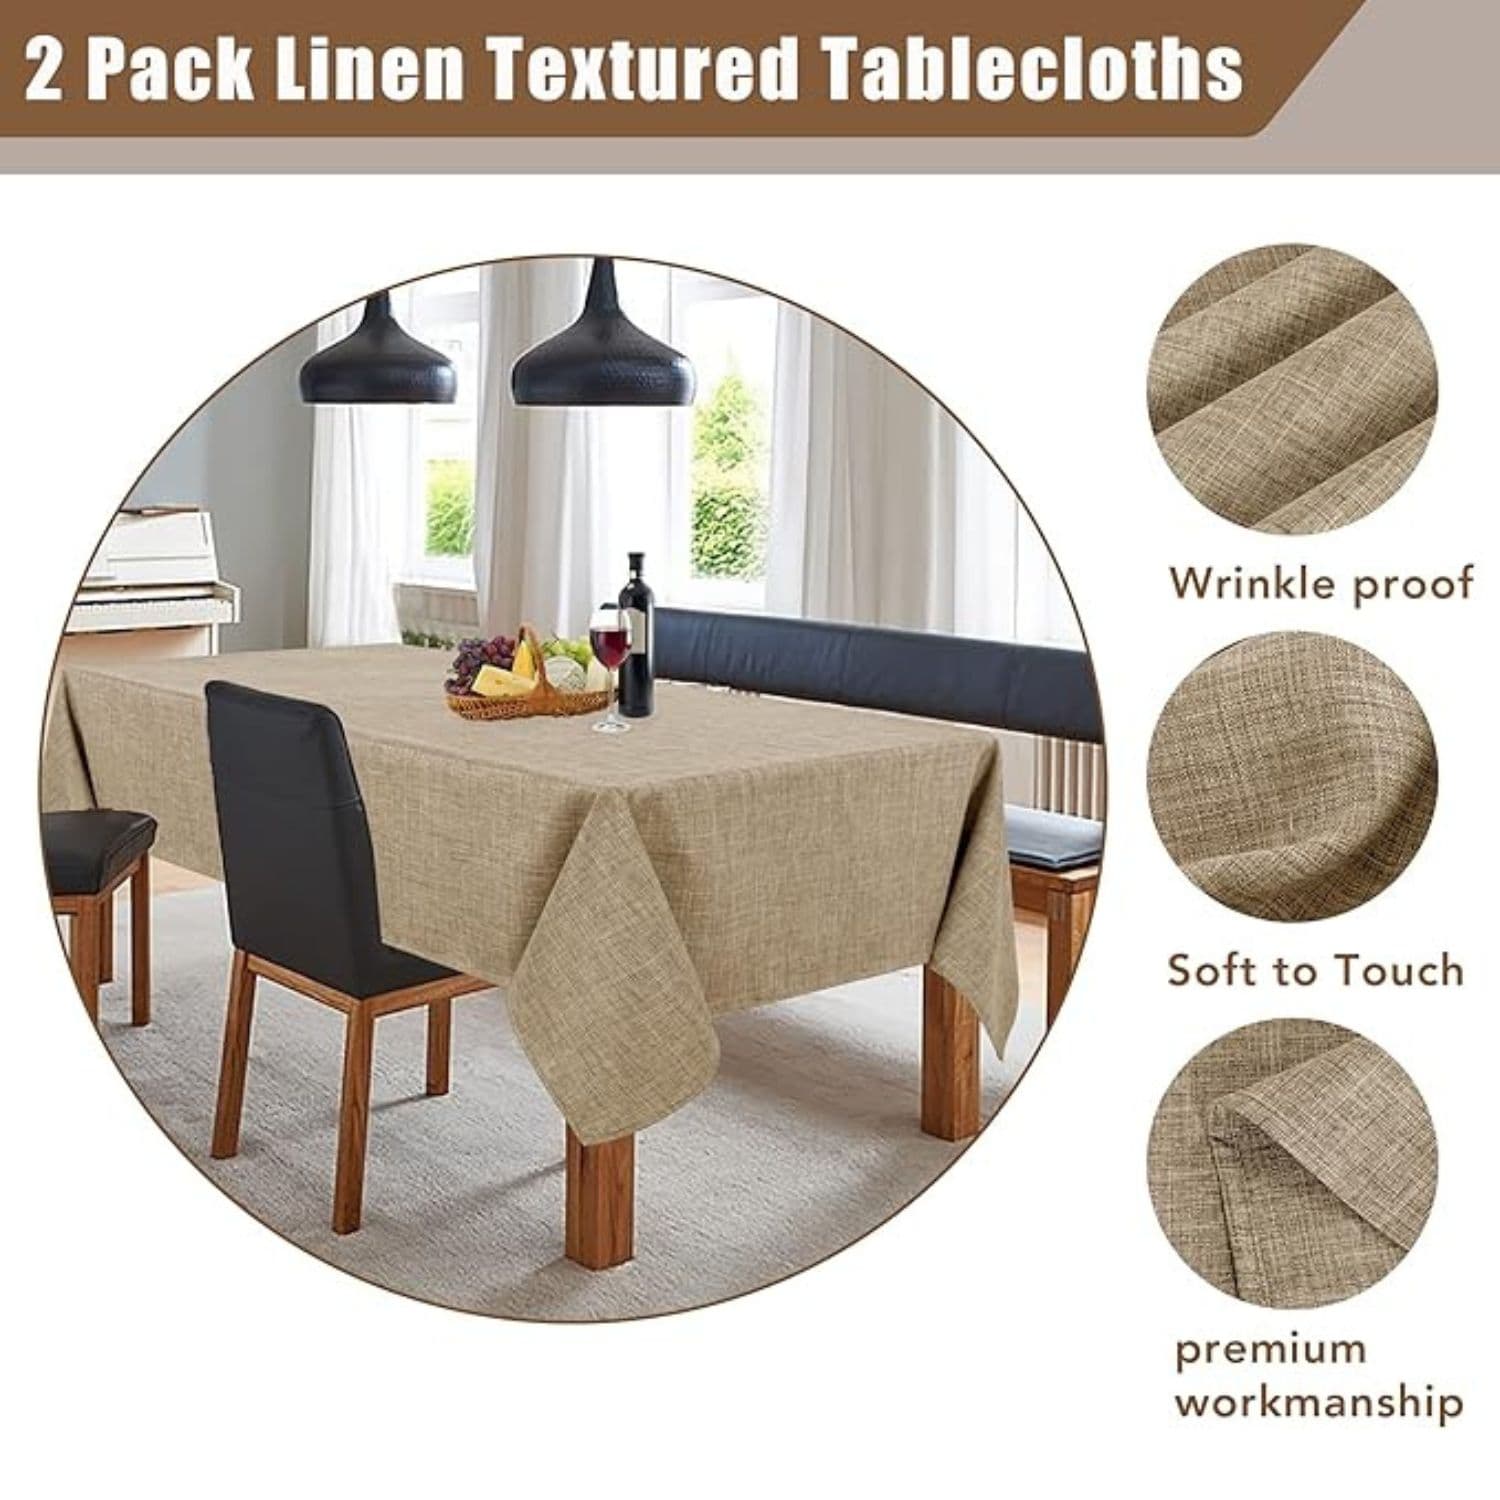 2 Pack Linen Textured Tablecloths
Wrinkle proof
Soft to Touch
premium
workmanship